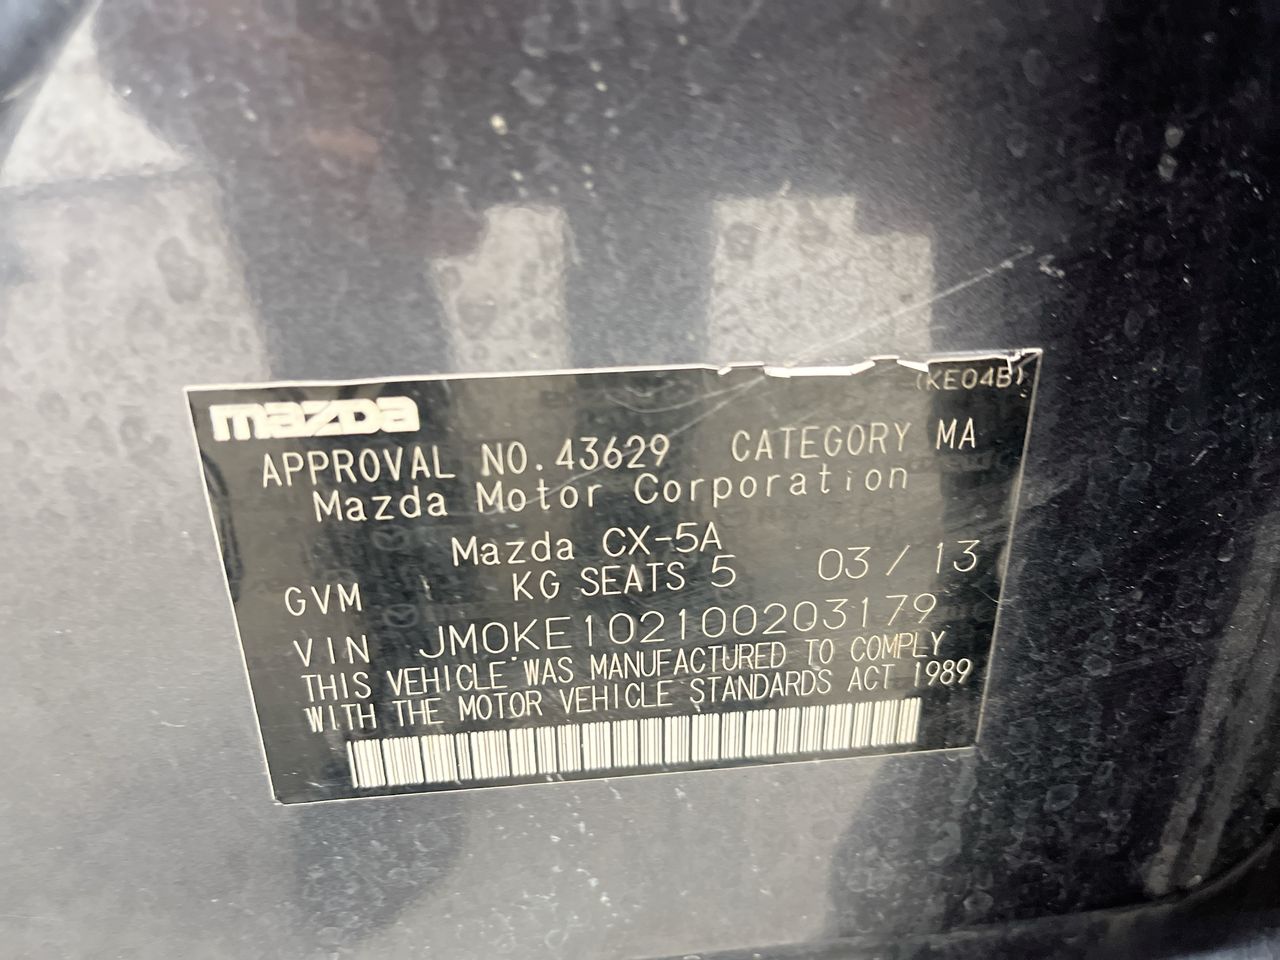 (KE04B)
mazda
APPROVAL NO.43629 CATEGORY MA
Mazda Motor Corporation
Mazda CX-5A
GVM KG SEATS 5 03/13
VIN JM0KE102100203179
THIS VEHICLE WAS MANUFACTURED TO COMPLY
WITH THE MOTOR VEHICLE STANDARDS ACT 1989